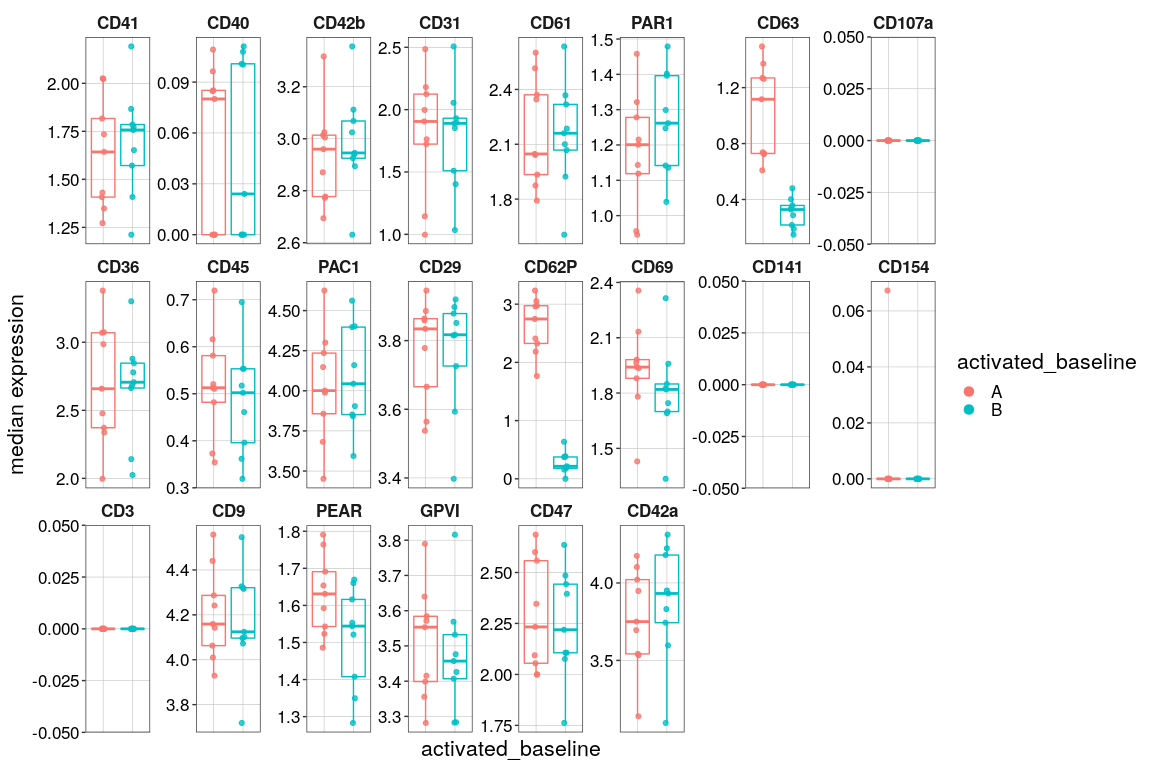 CD41 CD40 CD42b CD31 CD61 PAR1 CD63 CD107a
2.00 1.75 1.50 1.25
0.09 0.06 0.03 0.00
3.2 3.0 2.8 2.6
2.5 2.0 1.5 1.0
2.4 2.1 1.8
1.5 1.4 1.3 1.2 1.1 1.0
1.2 0.8 0.4
0.050 0.025 0.000 -0.025 -0.050
CD36 CD45 PAC1 CD29 CD62P CD69 CD141 CD154
3.0 2.5 2.0
0.7 0.6 0.5 0.4 0.3
4.50 4.25 4.00 3.75 3.50
3.8 3.6 3.4
3 2 1 0
2.4 2.1 1.8 1.5
0.050 0.025 0.000 -0.025 -0.050
0.06 0.04 0.02 0.00
CD3 CD9 PEAR GPVI CD47 CD42a
0.050 0.025 0.000 -0.025 -0.050
4.4 4.2 4.0 3.8
1.8 1.7 1.6 1.5 1.4 1.3
3.8 3.7 3.6 3.5 3.4 3.3
2.50 2.25 2.00 1.75
4.0 3.5
median expression
activated_baseline
activated_baseline
A
B